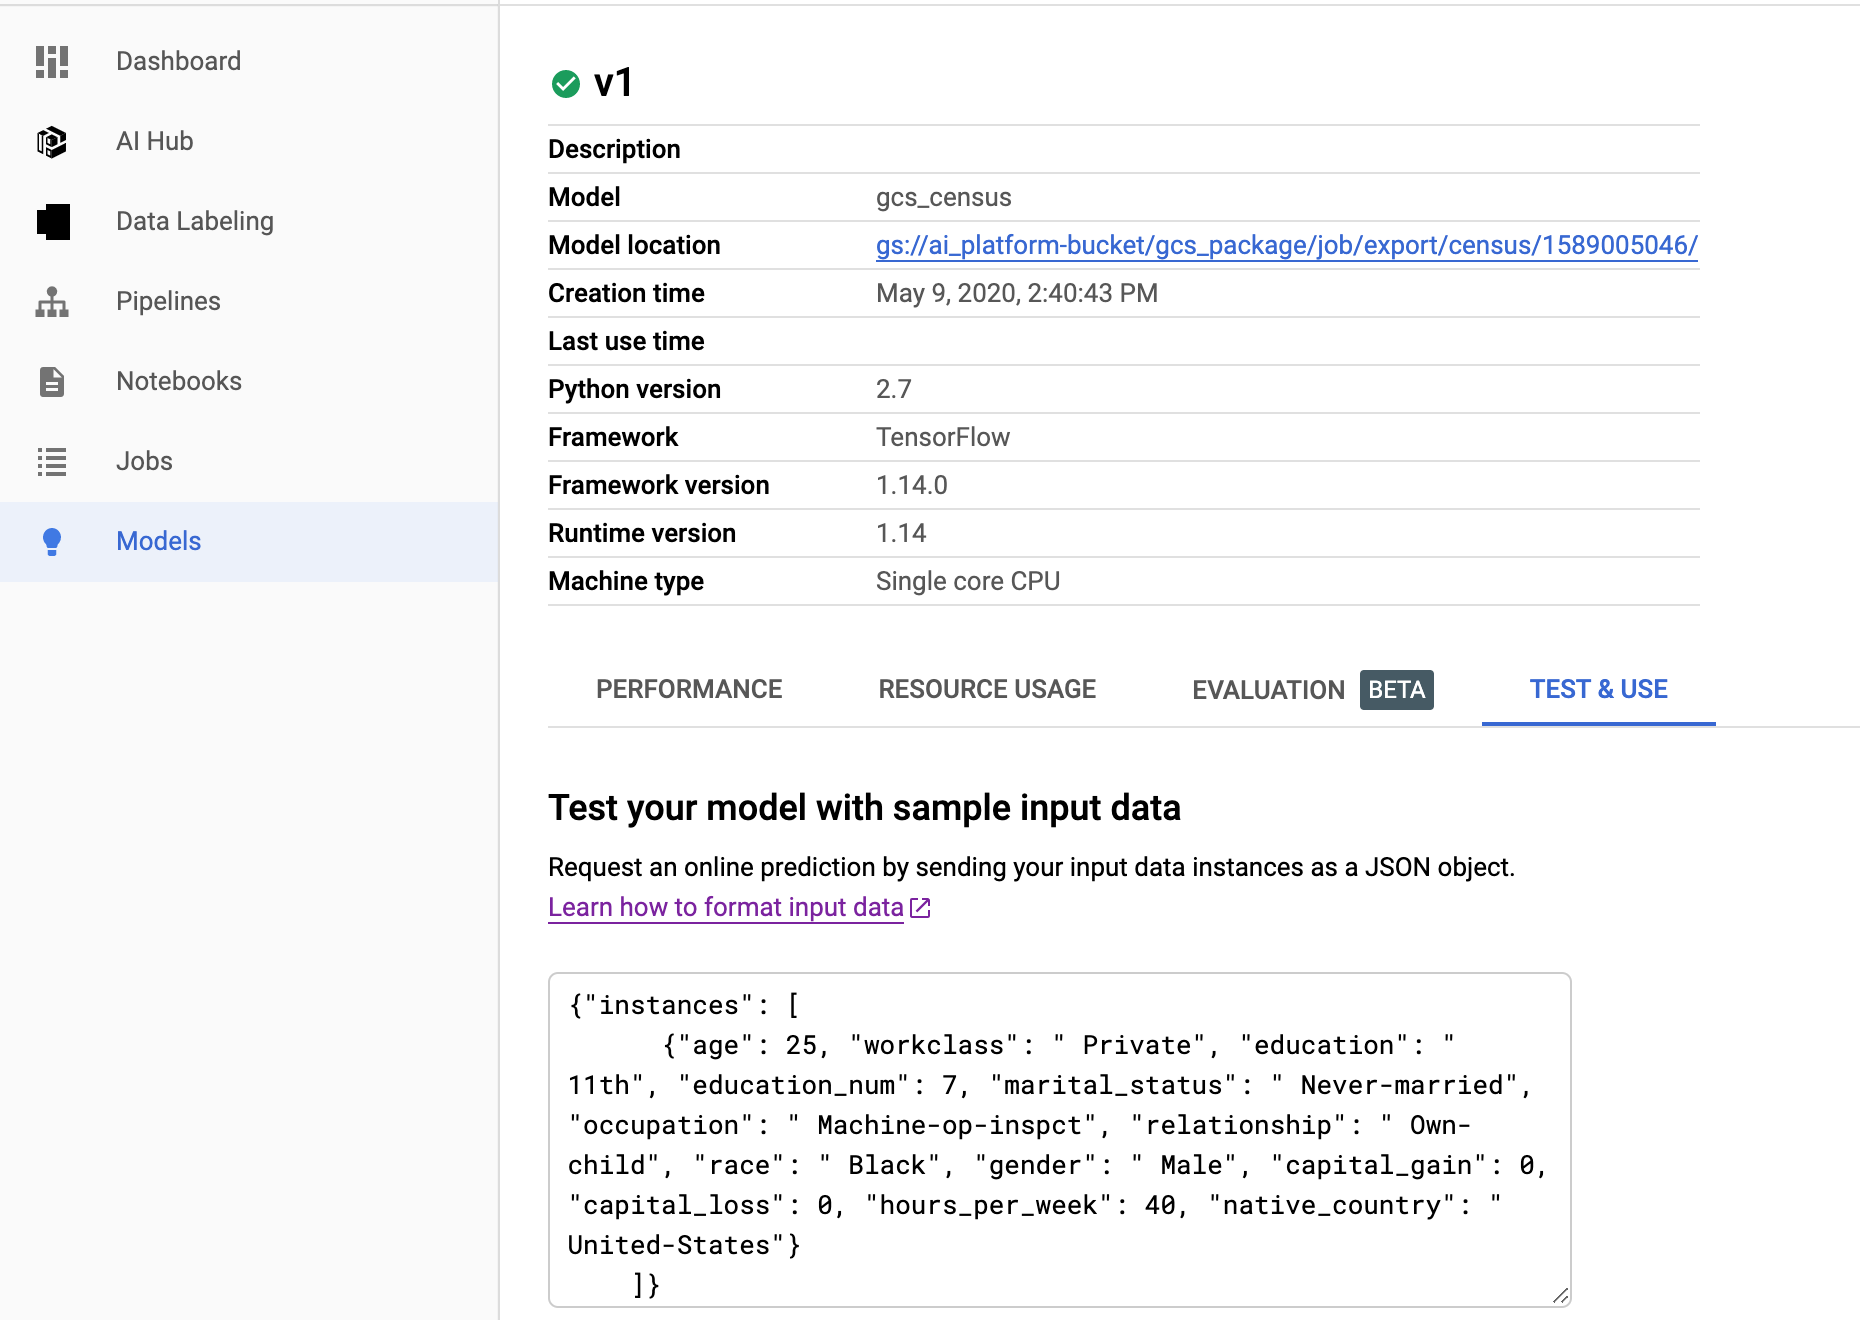 Dashboard
AI Hub
Data Labeling
Pipelines
Notebooks
Jobs
Models
v1
Description
Model gcs_census
Model location gs://ai_platform-bucket/gcs_package/job/export/census/1589005046/
Creation time May 9, 2020, 2:40:43 PM
Last use time
Python version 2.7
Framework TensorFlow
Framework version 1.14.0
Runtime version 1.14
Machine type Single core CPU
PERFORMANCE RESOURCE USAGE EVALUATION BETA TEST & USE
Test your model with sample input data
Request an online prediction by sending your input data instances as a JSON object.
Learn how to format input data
{"instances": [
{"age": 25, "workclass": " Private", "education": "
11th", "education_num": 7, "marital_status": " Never-married",
"occupation": " Machine-op-inspct", "relationship": " Own-
child", "race": " Black", "gender": " Male", "capital_gain": 0,
"capital_loss": 0, "hours_per_week": 40, "native_country": "
United-States"}
]}